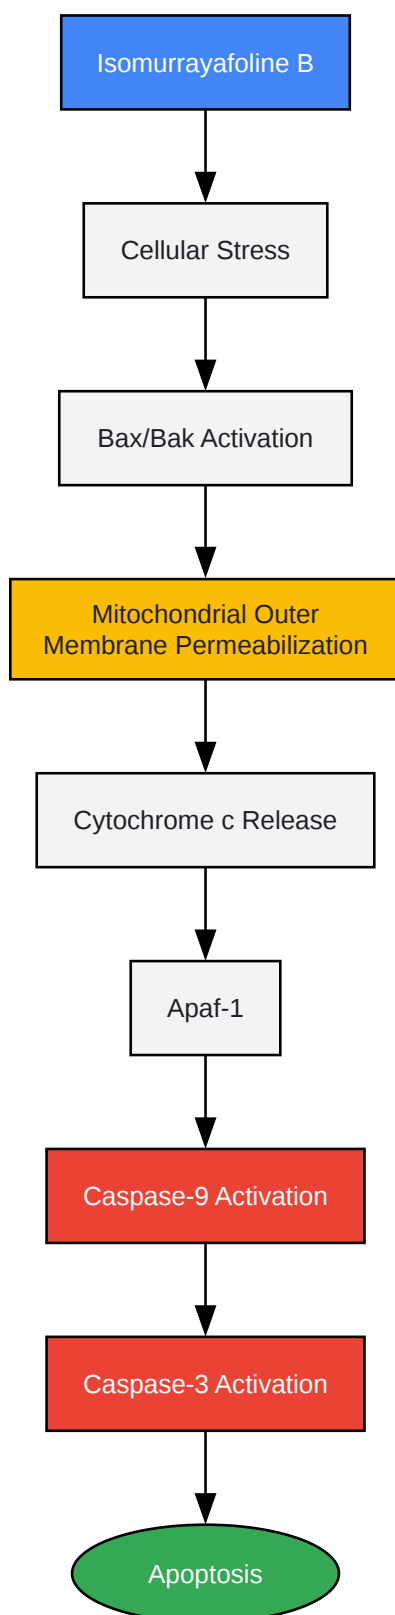 Isomurrayafoline B
Cellular Stress
Bax/Bak Activation
Mitochondrial Outer
Membrane Permeabilization
Cytochrome c Release
Apaf-1
Caspase-9 Activation
Caspase-3 Activation
Apoptosis